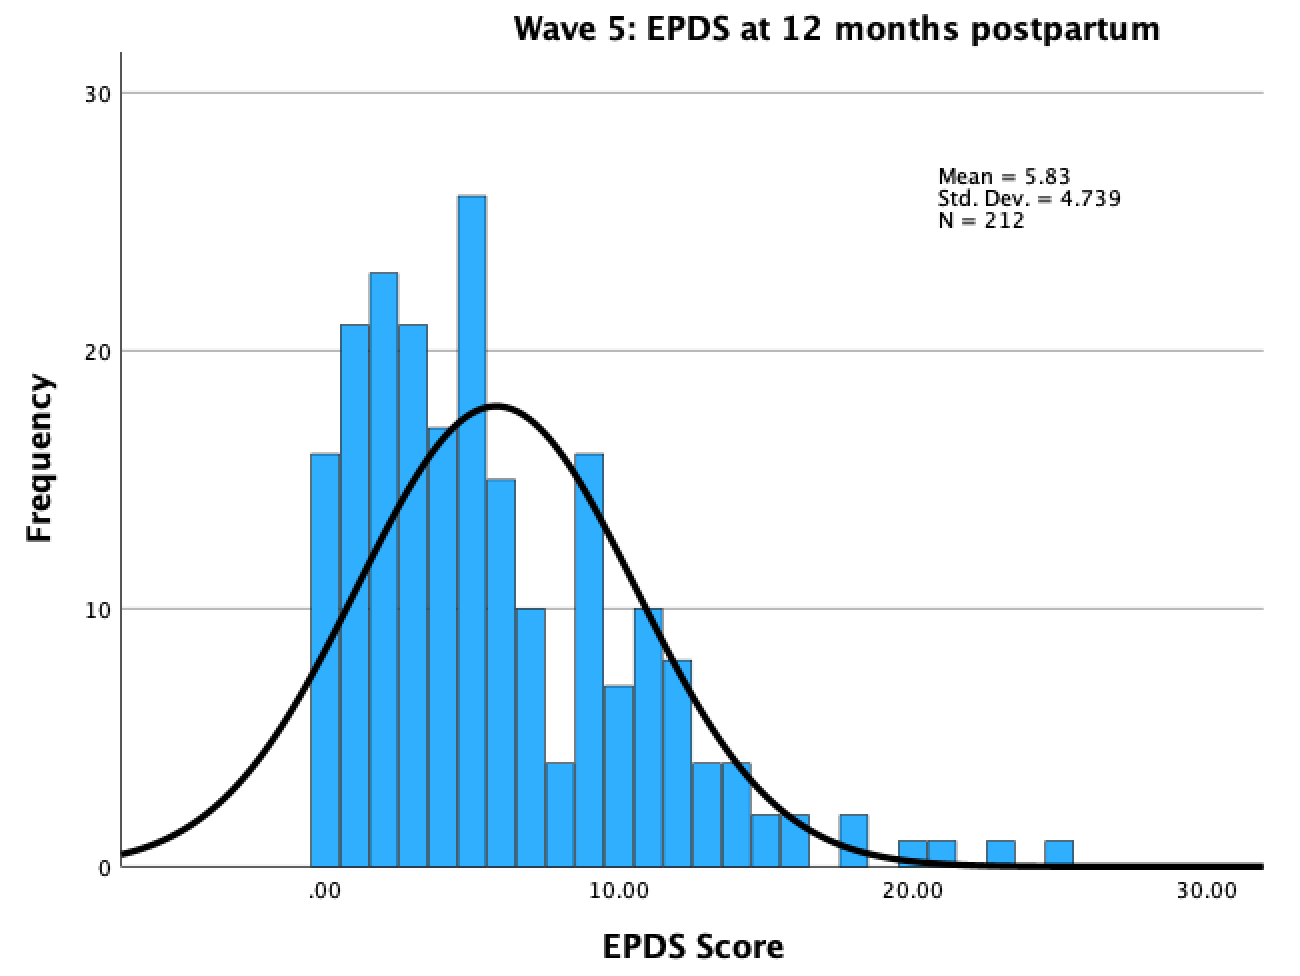 Wave 5: EPDS at 12 months postpartum
30
20
10
0
Frequency
Mean = 5.83
Std. Dev. = 4.739
N = 212
.00 10.00 20.00 30.00
EPDS Score